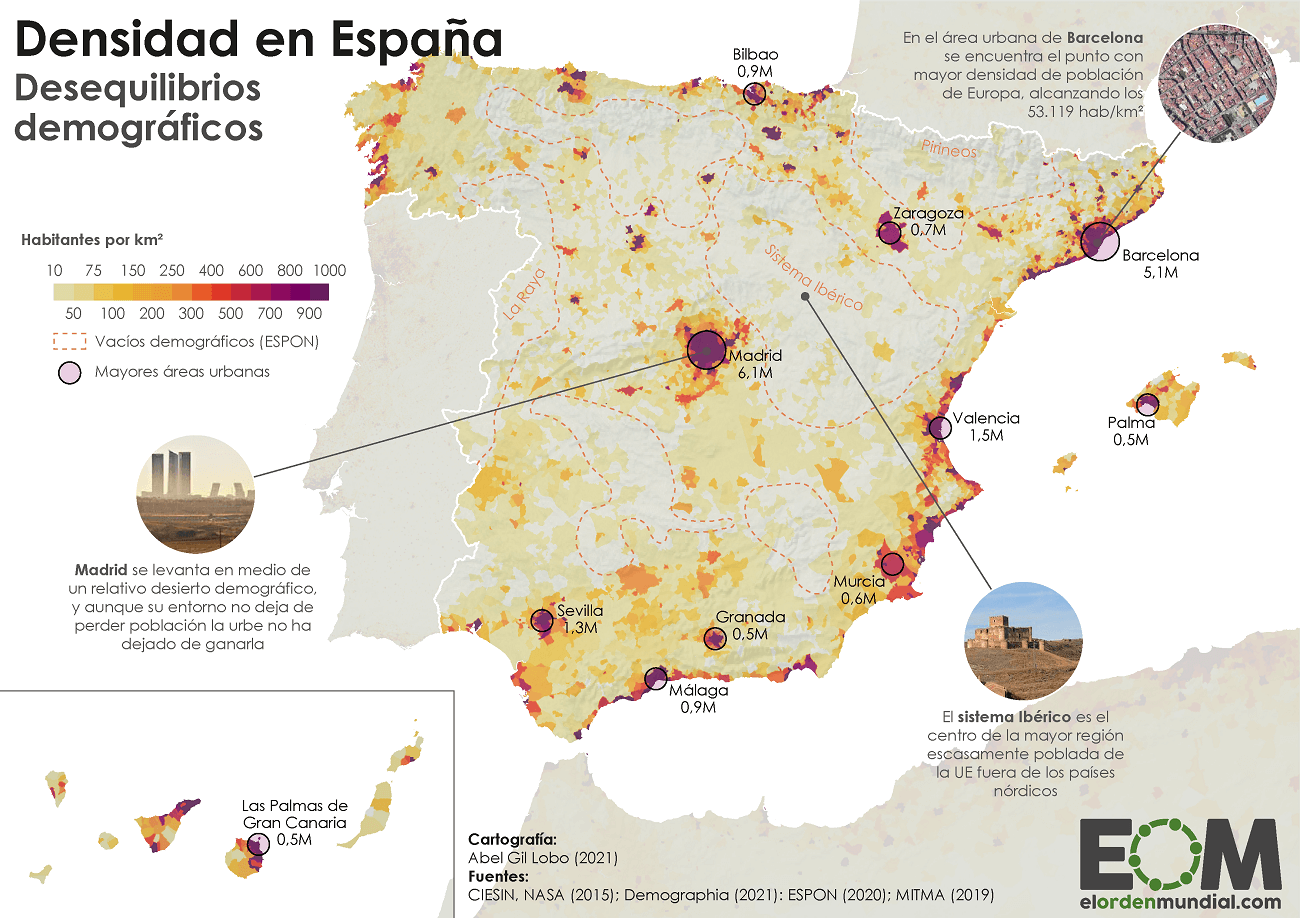 Densidad en España
Desequilibrios
demográficos
En el área urbana de Barcelona
se encuentra el punto con
mayor densidad de población
de Europa, alcanzando los
53.119 hab/km²
Bilbao
0,9M
Pirineos
Zaragoza
0,7M
Barcelona
5,1M
Sistema Ibérico
La Raya
Habitantes por km²
10 75 150 250 400 600 800 1000
50 100 200 300 500 700 900
Vacíos demográficos (ESPON)
Mayores áreas urbanas
Madrid
6,1M
Valencia
1,5M
Palma
0,5M
Madrid se levanta en medio de
un relativo desierto demográfico,
y aunque su entorno no deja de
perder población la urbe no ha
dejado de ganarla
Murcia
0,6M
Sevilla
1,3M
Granada
0,5M
Málaga
0,9M
El sistema Ibérico es el
centro de la mayor región
escasamente poblada de
la UE fuera de los países
nórdicos
Las Palmas de
Gran Canaria
0,5M
Cartografía:
Abel Gil Lobo (2021)
Fuentes:
CIESIN, NASA (2015); Demographia (2021): ESPON (2020); MITMA (2019)
EOM
elordenmundial.com